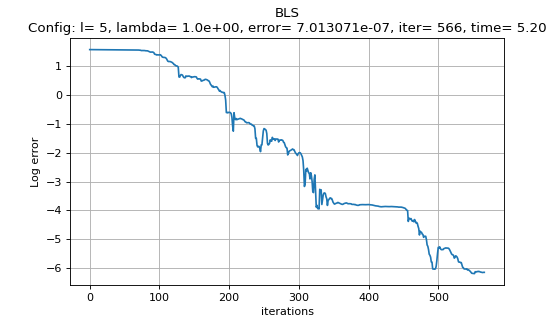 BLS
Config: l= 5, lambda= 1.0e+00, error= 7.013071e-07, iter= 566, time= 5.20
Log error
1
0
−1
−2
−3
−4
−5
−6
0 100 200 300 400 500
iterations